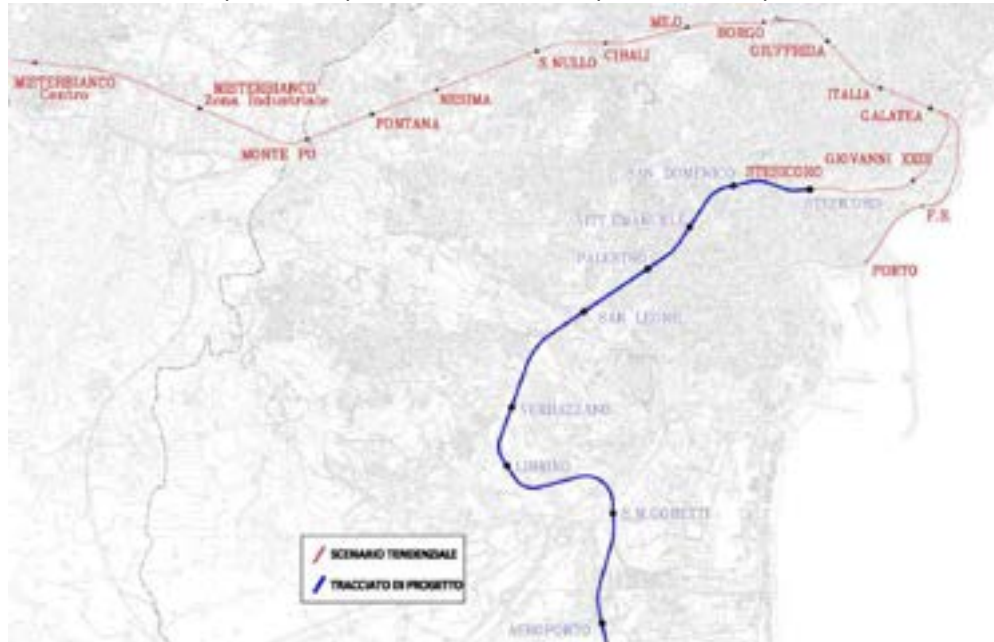 MILO
BORGO
GIUFFRIDA
S. NULLO
CIBALI
MISTERBIANCO
Centro
MISTERBIANCO
Zona Industriale
NESIMA
ITALIA
FONTANA
GALATEA
MONTE PO
GIOVANNI XXIII
SAN DOMENICO
STESICORO
STESICORO
VITT. EMANUELE
F.S.
PALESTRO
PORTO
SAN LEONE
VERRAZZANO
LIBRINO
S.M.GORETTI
SCENARIO TENDENZIALE
TRACCIATO DI PROGETTO
AEROPORTO